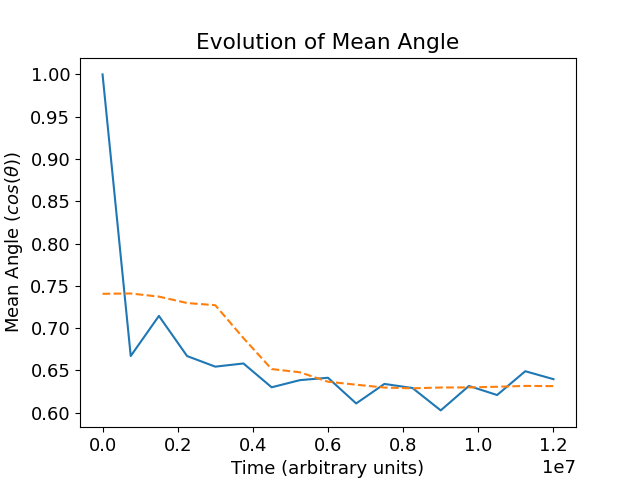 Evolution of Mean Angle
Mean Angle (cos(θ))
1.00
0.95
0.90
0.85
0.80
0.75
0.70
0.65
0.60
0.0 0.2 0.4 0.6 0.8 1.0 1.2
1e7
Time (arbitrary units)